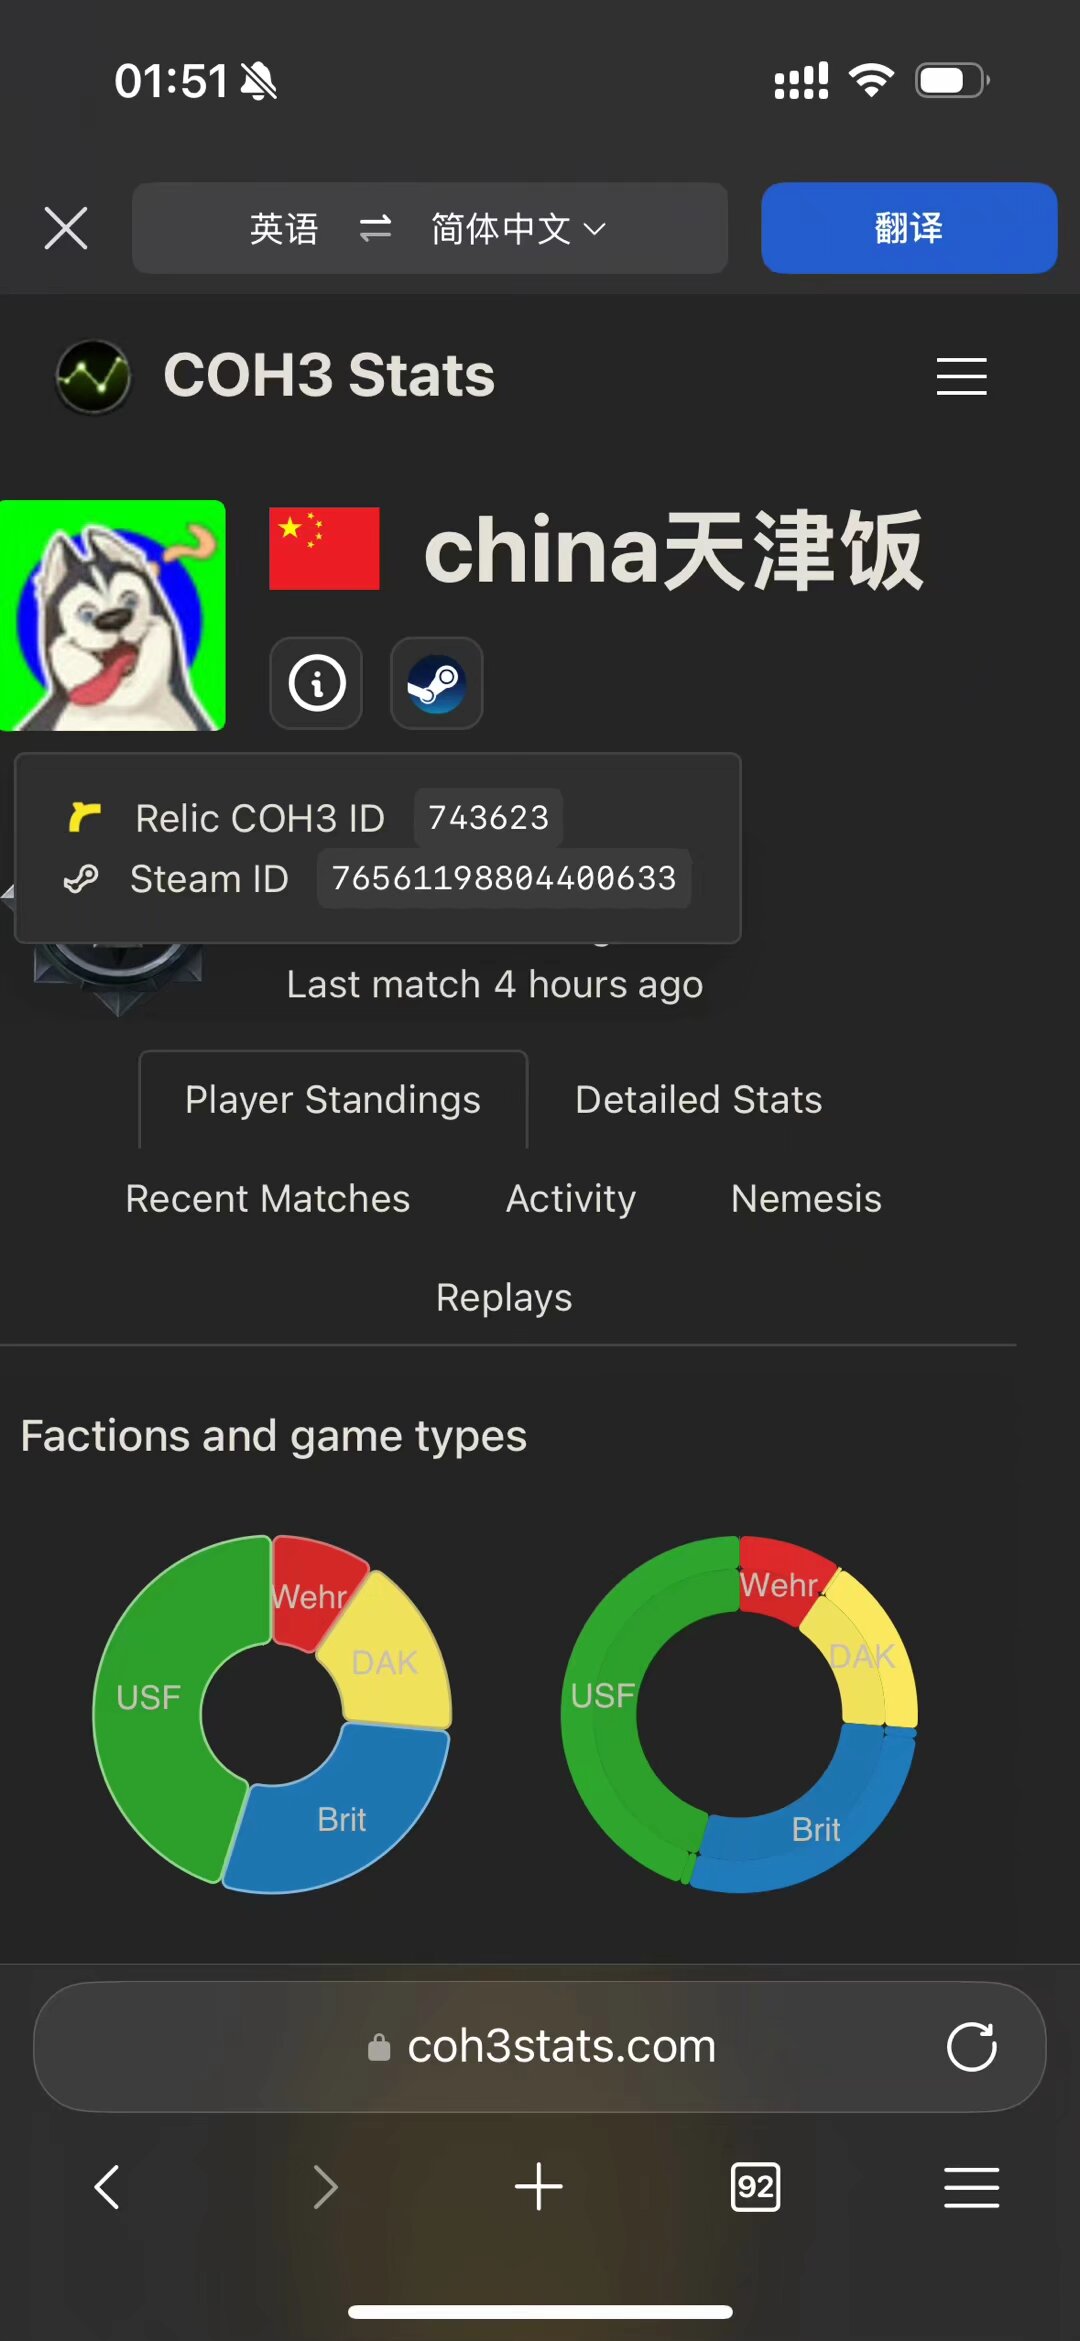 01:51
英语 简体中文 翻译
COH3 Stats
china天津饭
Relic COH3 ID 743623
Steam ID 76561198804400633
Last match 4 hours ago
Player Standings Detailed Stats
Recent Matches Activity Nemesis
Replays
Factions and game types
Wehr
DAK
USF
Brit
Wehr
DAK
USF
Brit
coh3stats.com
92